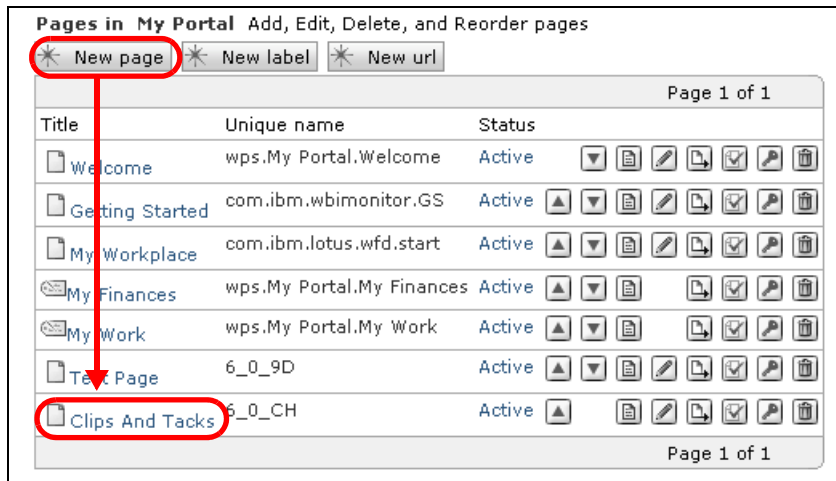 Pages in My Portal Add, Edit, Delete, and Reorder pages
New page New label New url
Page 1 of 1
Title Unique name Status
Welcome wps.My Portal.Welcome Active
Getting Started com.ibm.wbimonitor.GS Active
My Workplace com.ibm.lotus.wfd.start Active
My Finances wps.My Portal.My Finances Active
My Work wps.My Portal.My Work Active
Test Page 6_0_9D Active
Clips And Tacks 6_0_CH Active
Page 1 of 1